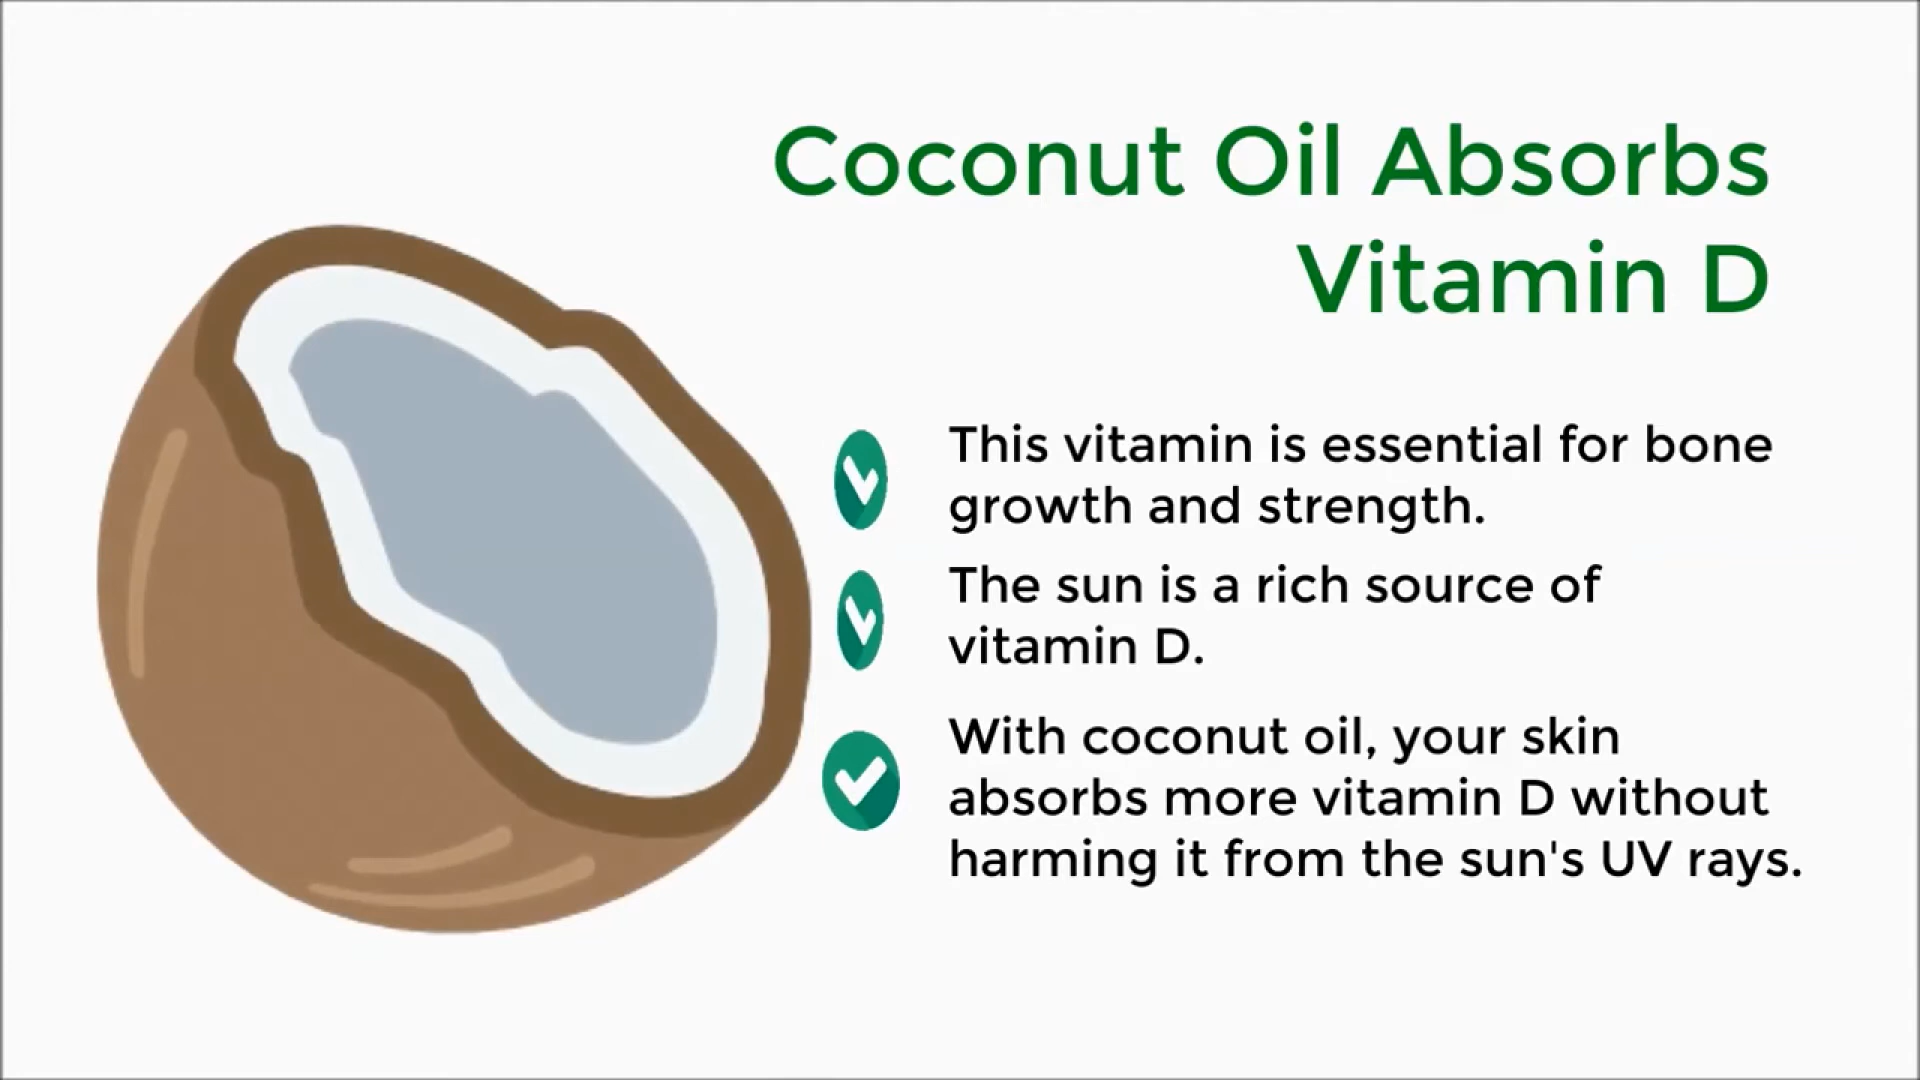 Coconut Oil Absorbs
Vitamin D
This vitamin is essential for bone
growth and strength.
The sun is a rich source of
vitamin D.
With coconut oil, your skin
absorbs more vitamin D without
harming it from the sun's UV rays.